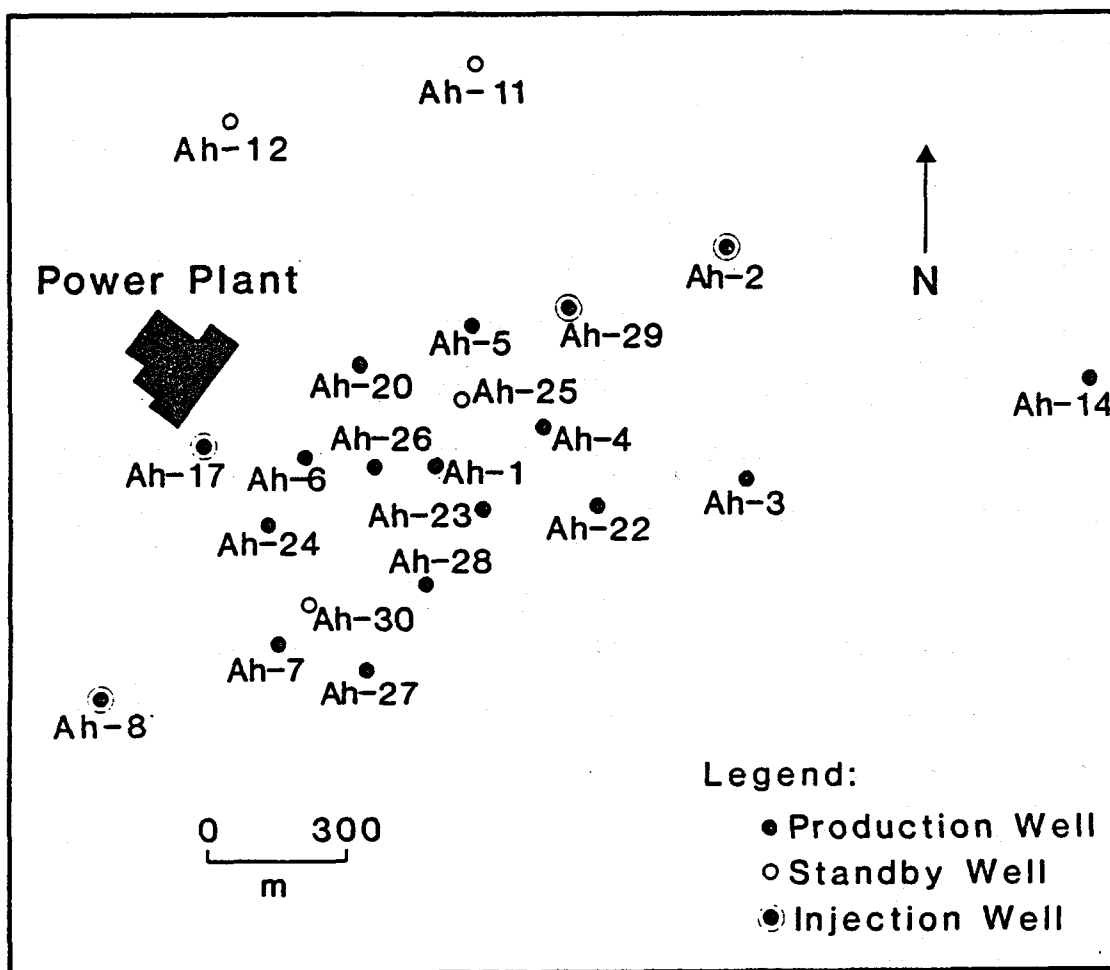 Ah-11
Ah-12
Power Plant
Ah-2
N
Ah-5
Ah-29
Ah-20
Ah-25
Ah-14
Ah-26
Ah-4
Ah-17
Ah-6
Ah-1
Ah-3
Ah-23
Ah-22
Ah-24
Ah-28
Ah-30
Ah-7
Ah-27
Ah-8
Legend:
0 300
m
Production Well
Standby Well
Injection Well